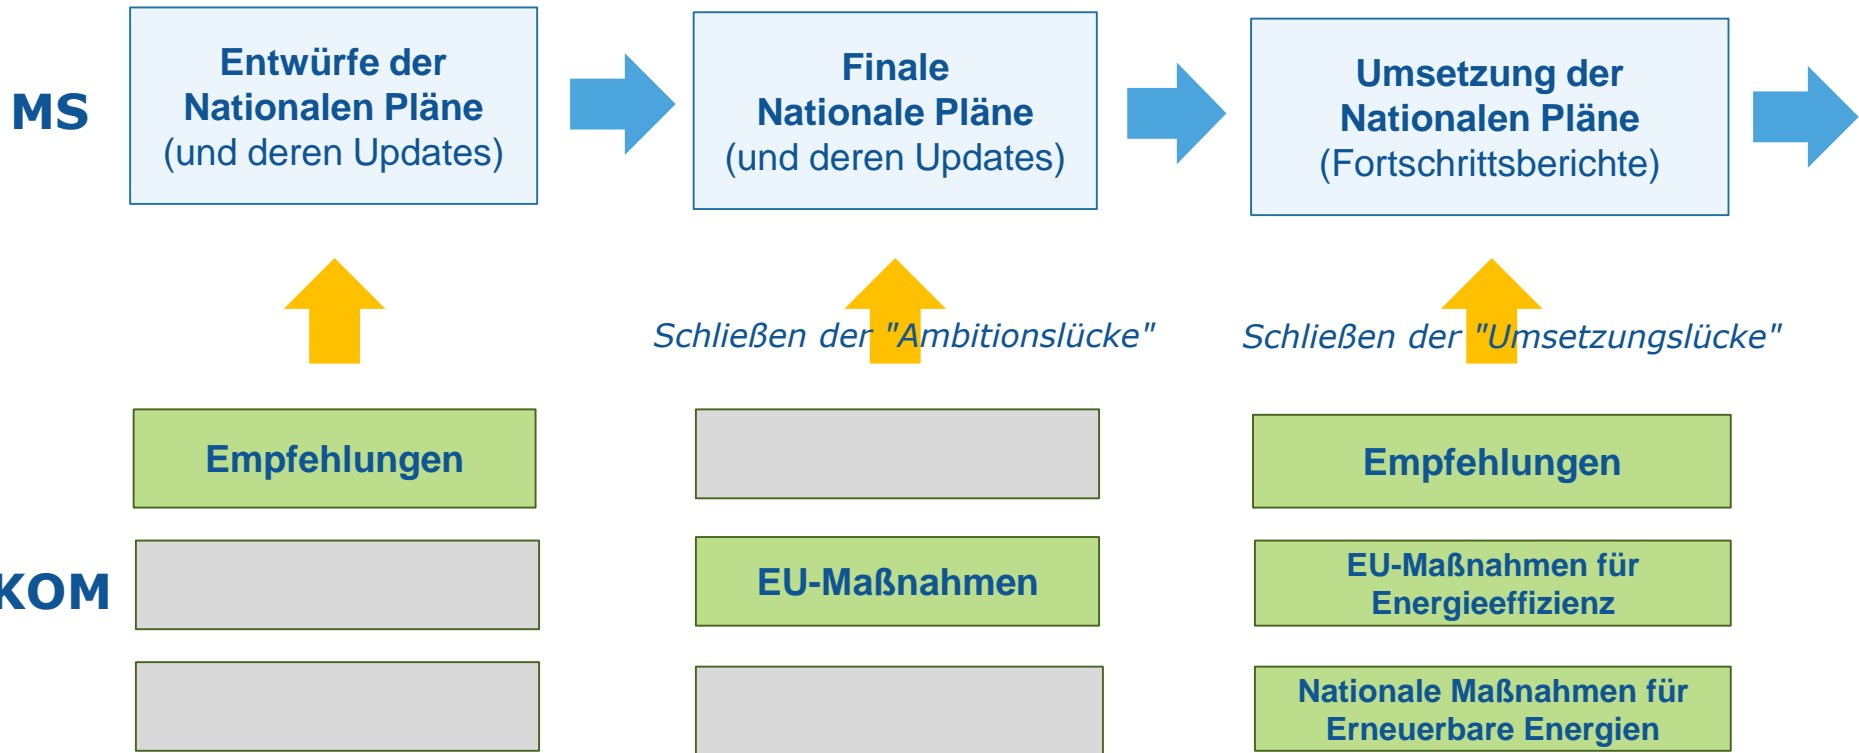 MS
Entwürfe der
Nationalen Pläne
(und deren Updates)
Finale
Nationale Pläne
(und deren Updates)
Umsetzung der
Nationalen Pläne
(Fortschrittsberichte)
Schließen der "Ambitionslücke"
Schließen der "Umsetzungslücke"
KOM
Empfehlungen
EU-Maßnahmen
Empfehlungen
EU-Maßnahmen für
Energieeffizienz
Nationale Maßnahmen für
Erneuerbare Energien